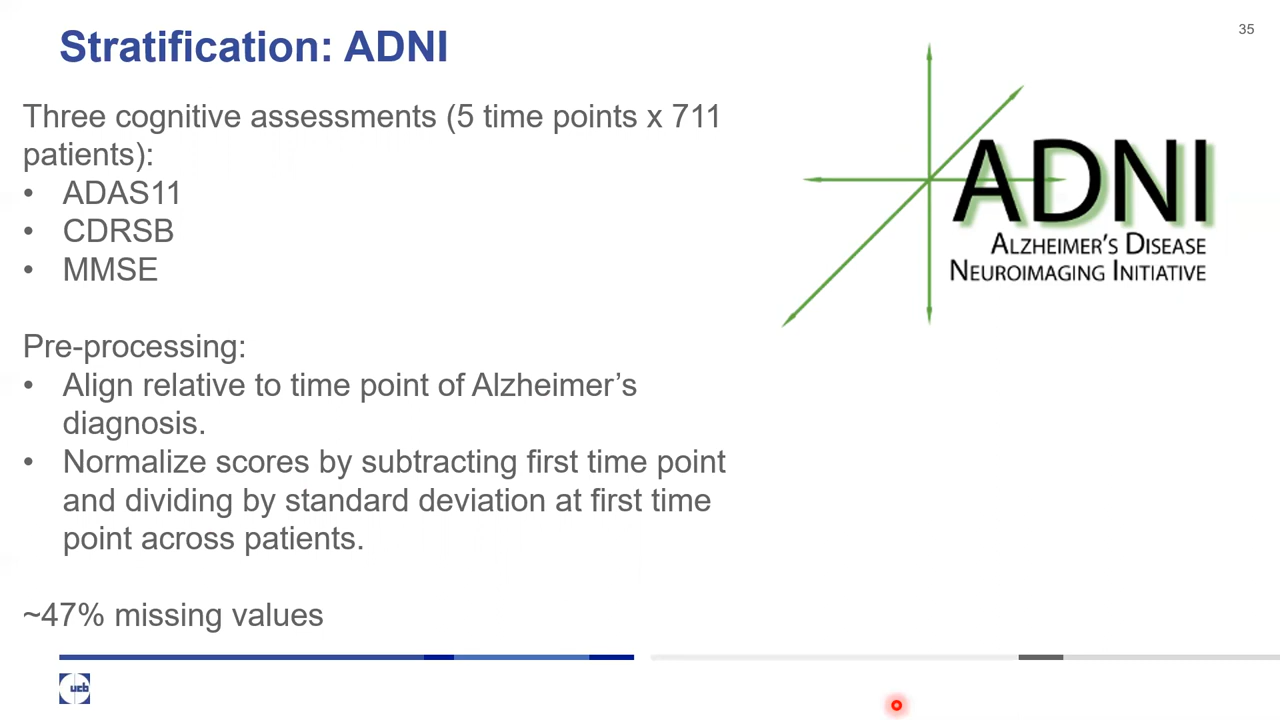 Stratification: ADNI
35
Three cognitive assessments (5 time points x 711
patients):
• ADAS11
• CDRSB
• MMSE
Pre-processing:
• Align relative to time point of Alzheimer’s
diagnosis.
• Normalize scores by subtracting first time point
and dividing by standard deviation at first time
point across patients.
~47% missing values
ADNI
ALZHEIMER’S DISEASE
NEUROIMAGING INITIATIVE
ucb